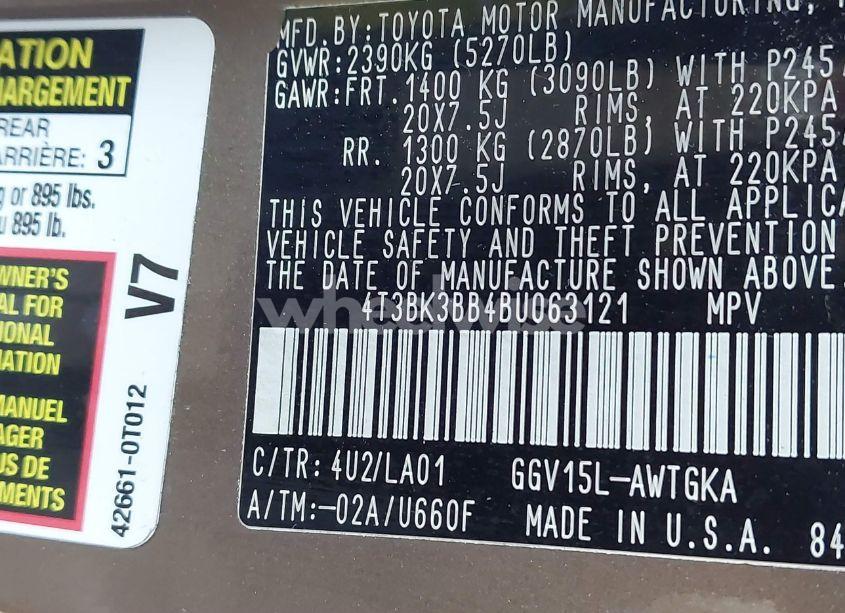 ATION
HARGEMENT
REAR
ARRIÈRE: 3
g or 895 lbs.
u 895 lb.
WNER'S
AL FOR
IONAL
MATION
MANUEL
AGER
US DE
MENTS
42661-0T012 V7
MFD. BY: TOYOTA MOTOR MANUFACTURING,
GVWR:2390KG (5270LB)
GAWR:FRT. 1400 KG (3090LB) WITH P245
20X7.5J RIMS, AT 220KPA
RR. 1300 KG (2870LB) WITH P245
20X7.5J RIMS, AT 220KPA
THIS VEHICLE CONFORMS TO ALL APPLICA
VEHICLE SAFETY AND THEFT PREVENTION
THE DATE OF MANUFACTURE SHOWN ABOVE.
4T3BK3BB4BU063121 MPV
wheelwise
C/TR: 4U2/LA01 GGV15L-AWTGKA
A/TM:-02A/U660F MADE IN U.S.A. 84